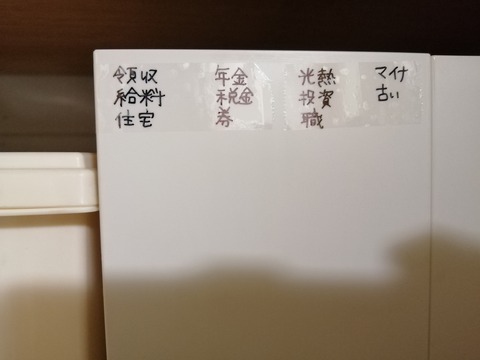 領収
給料
住宅
年金
税金
券
光熱
投資
職
マイナ
古い